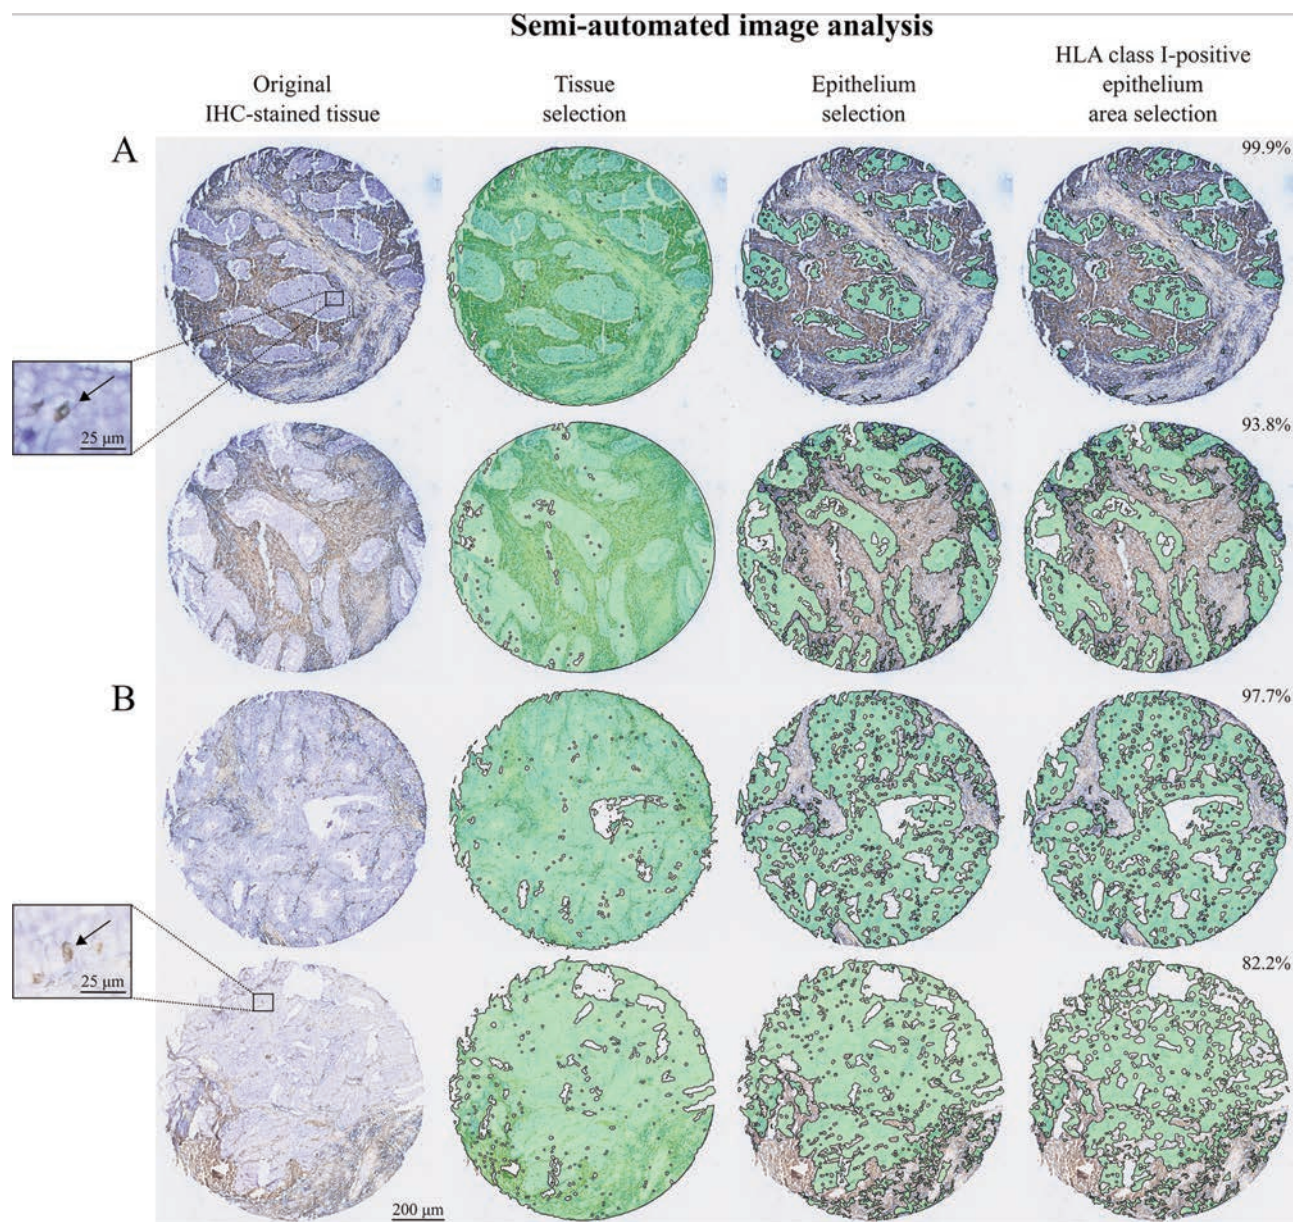 Semi-automated image analysis
Original
IHC-stained tissue
Tissue
selection
Epithelium
selection
HLA class I-positive
epithelium
area selection
A
99.9%
25 μm
93.8%
B
97.7%
25 μm
82.2%
200 μm